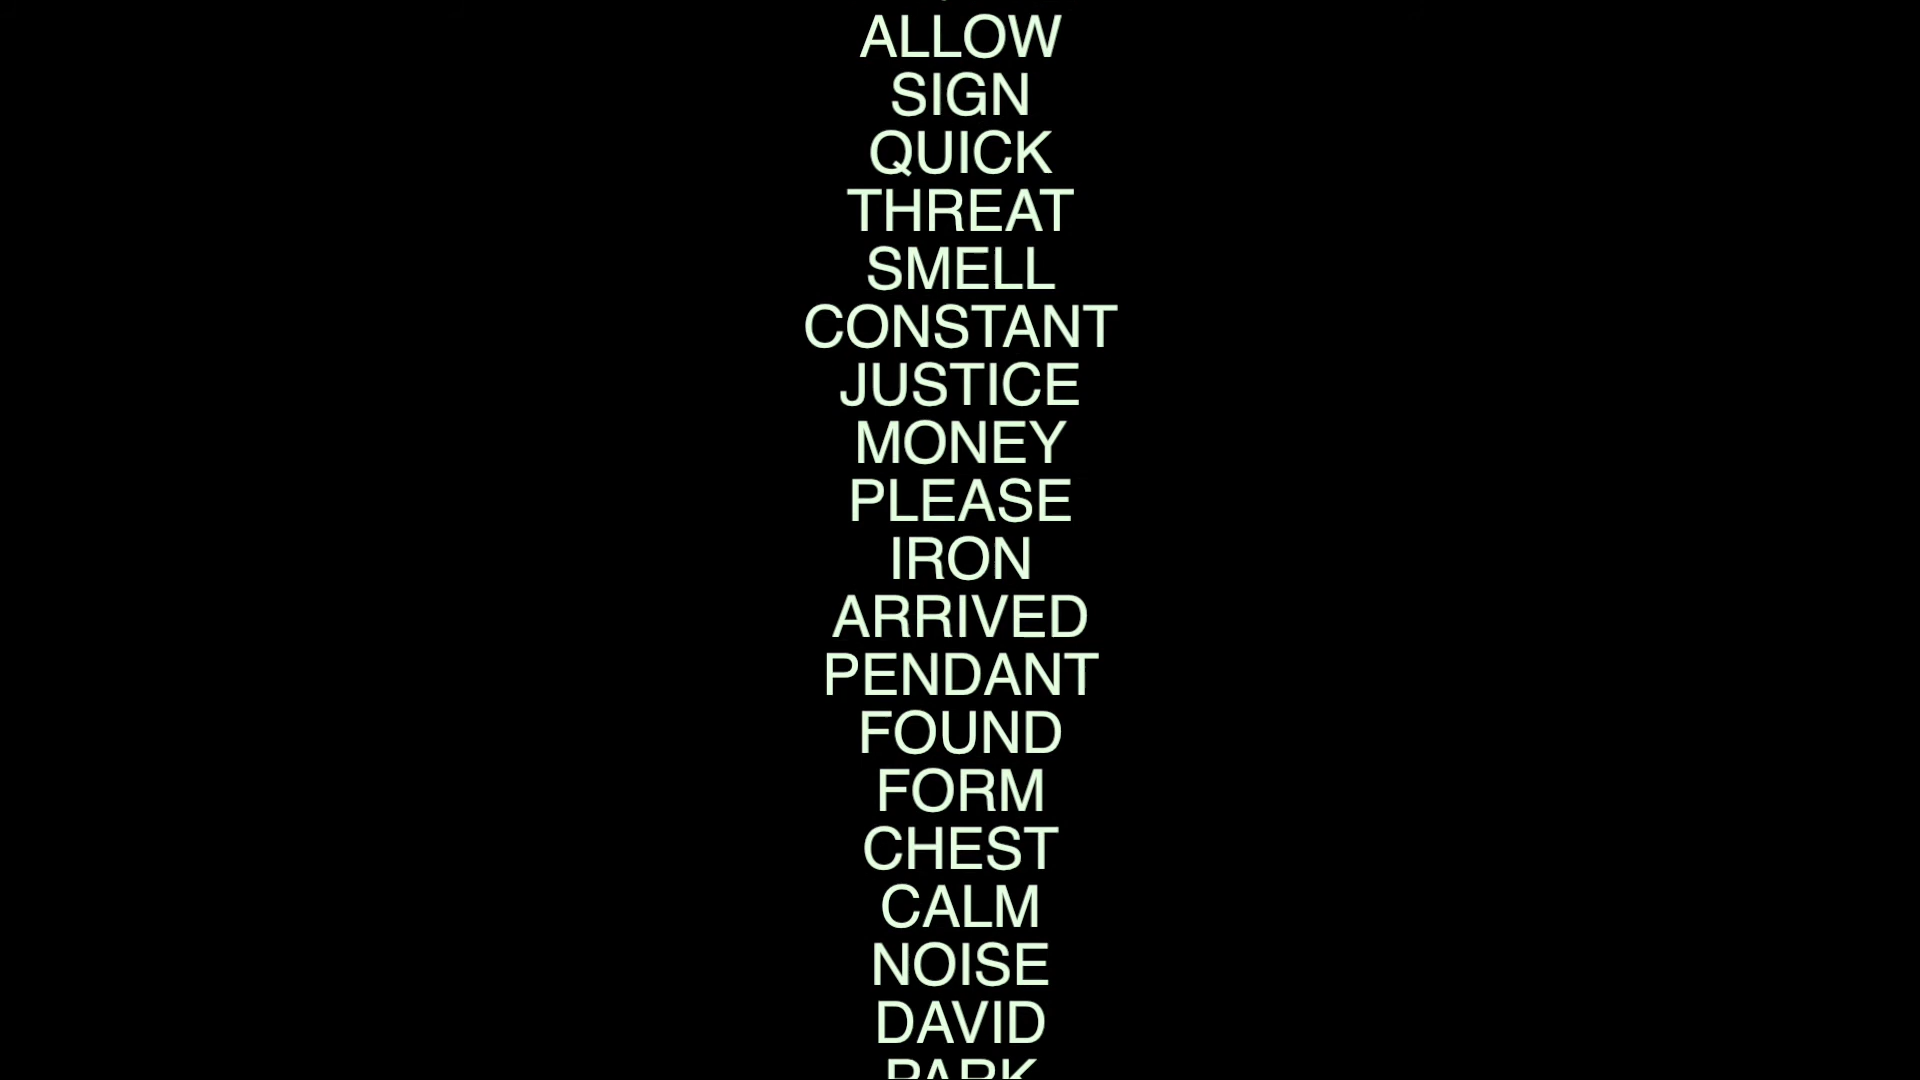 ALLOW
SIGN
QUICK
THREAT
SMELL
CONSTANT
JUSTICE
MONEY
PLEASE
IRON
ARRIVED
PENDANT
FOUND
FORM
CHEST
CALM
NOISE
DAVID